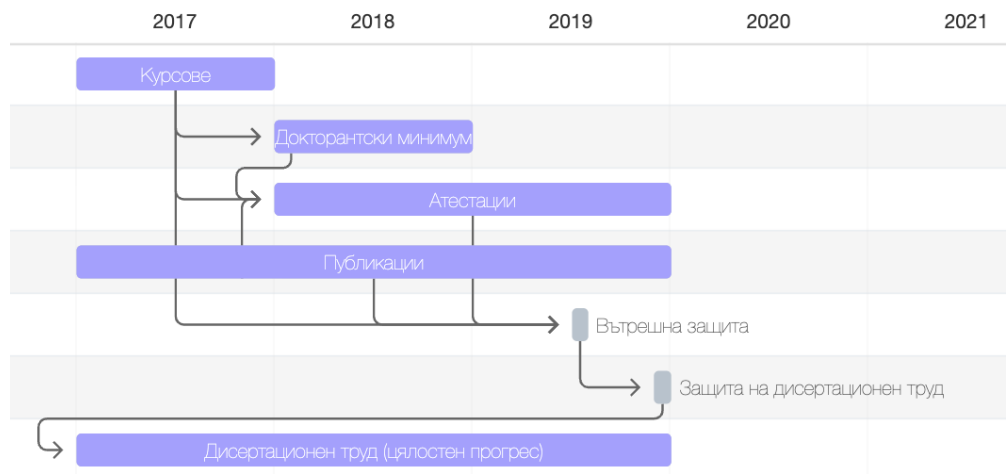 2017 2018 2019 2020 2021
Курсове
Докторантски минимум
Атестации
Публикации
Вътрешна защита
Защита на дисертационен труд
Дисертационен труд (цялостен прогрес)